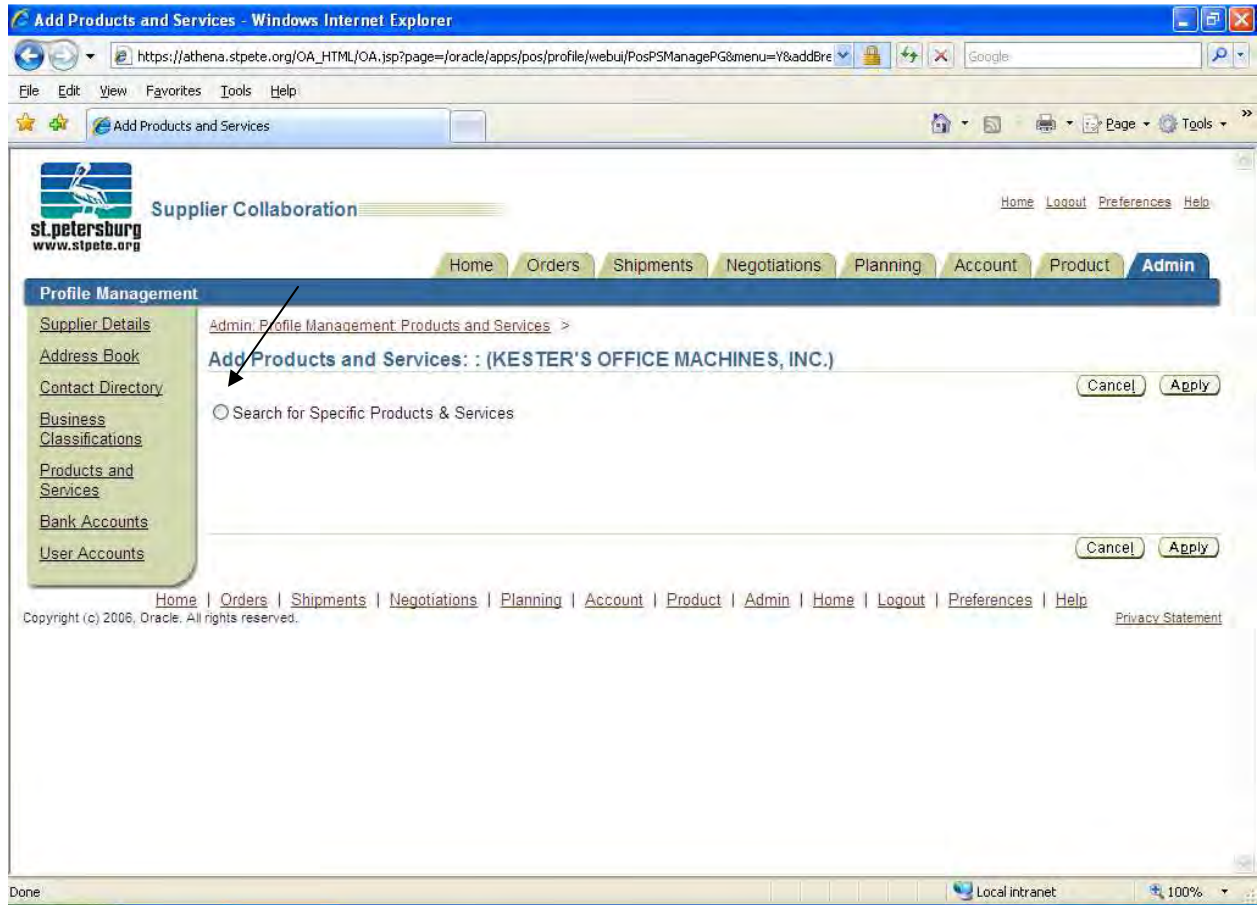 Add Products and Services - Windows Internet Explorer
https://athena.stpete.org/OA_HTML/OA.jsp?page=/oracle/apps/pos/profile/webui/PosPSManagePG&menu=Y&addBre
Google
File Edit View Favorites Tools Help
Add Products and Services
Page Tools »
st.petersburg
www.stpete.org
Supplier Collaboration
Home Logout Preferences Help
Home Orders Shipments Negotiations Planning Account Product Admin
Profile Management
Supplier Details
Address Book
Contact Directory
Business
Classifications
Products and
Services
Bank Accounts
User Accounts
Admin: Profile Management: Products and Services >
Add Products and Services: : (KESTER'S OFFICE MACHINES, INC.)
Cancel Apply
Search for Specific Products & Services
Cancel Apply
Home | Orders | Shipments | Negotiations | Planning | Account | Product | Admin | Home | Logout | Preferences | Help
Copyright (c) 2006, Oracle. All rights reserved.
Privacy Statement
Done
Local intranet
100%